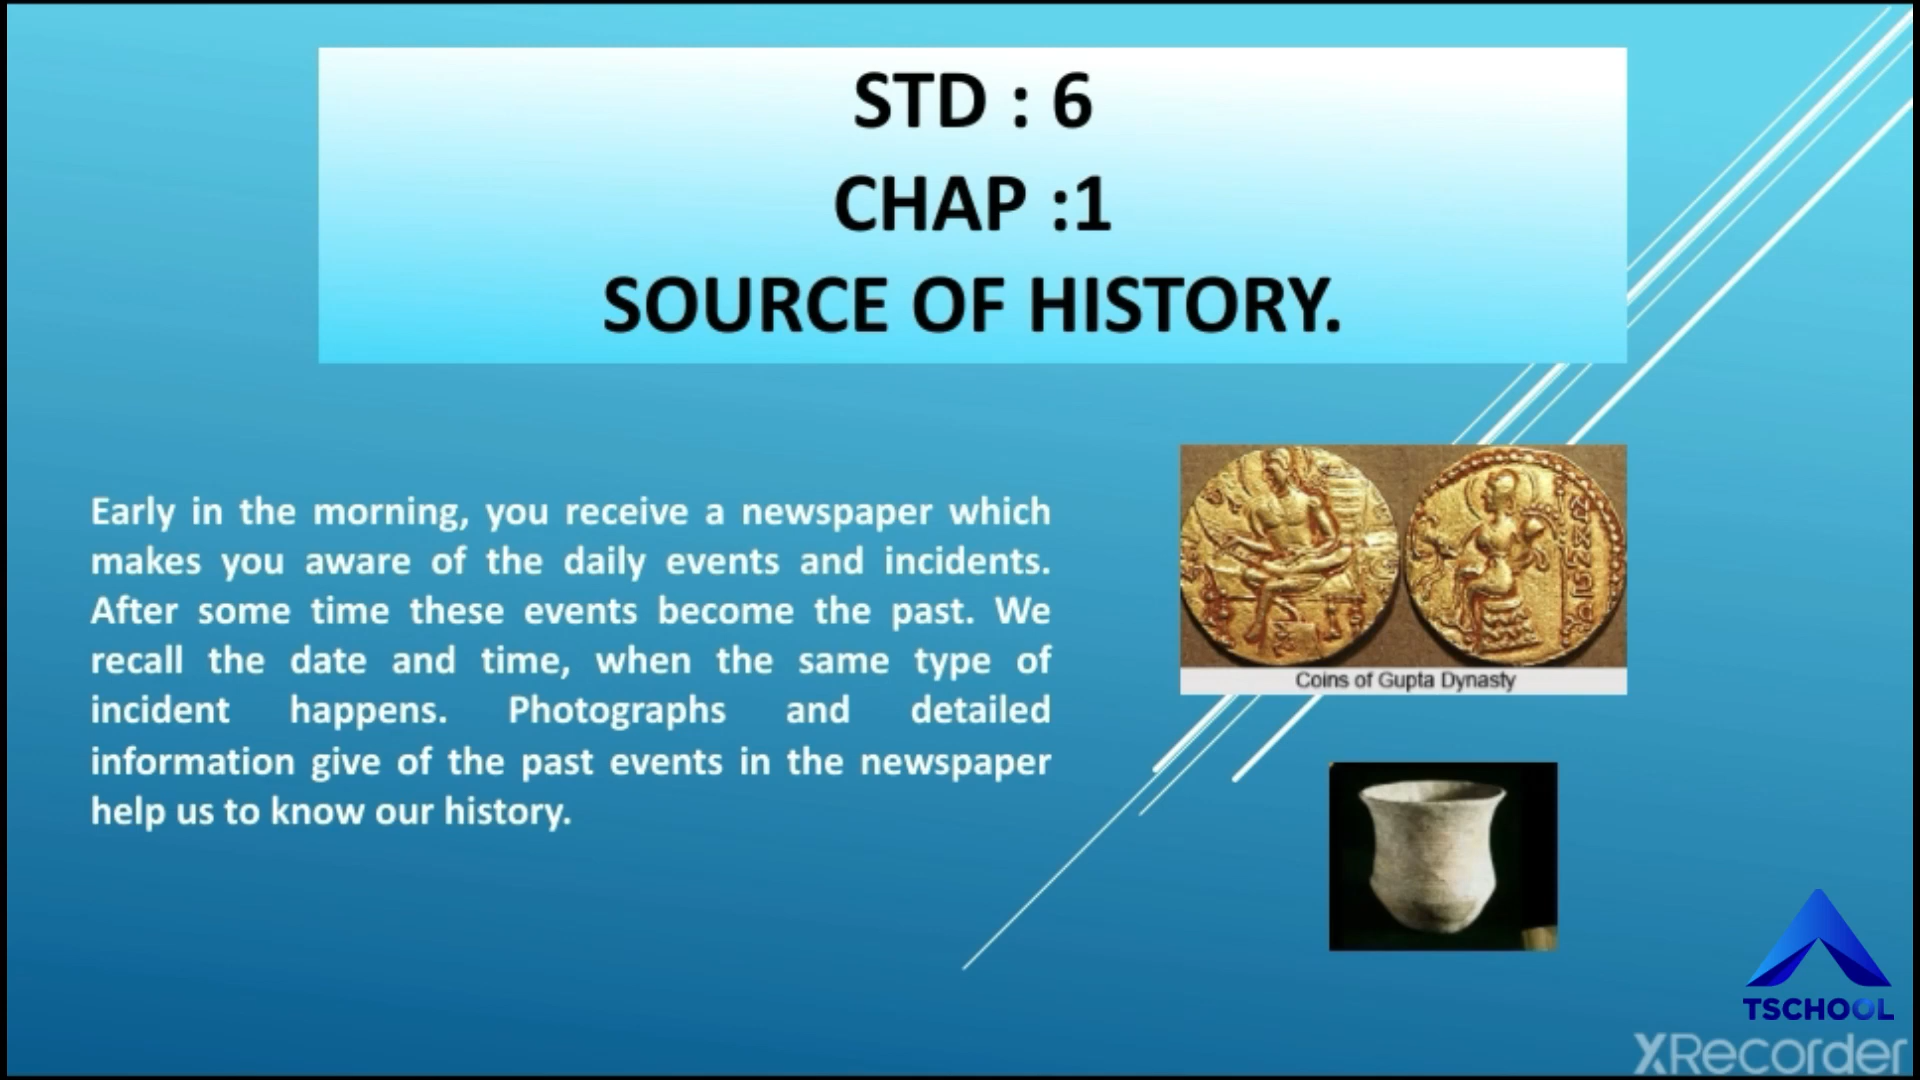 STD : 6
CHAP :1
SOURCE OF HISTORY.
Early in the morning, you receive a newspaper which
makes you aware of the daily events and incidents.
After some time these events become the past. We
recall the date and time, when the same type of
incident happens. Photographs and detailed
information give of the past events in the newspaper
help us to know our history.
Coins of Gupta Dynasty
TSCHOOL
XRecorder